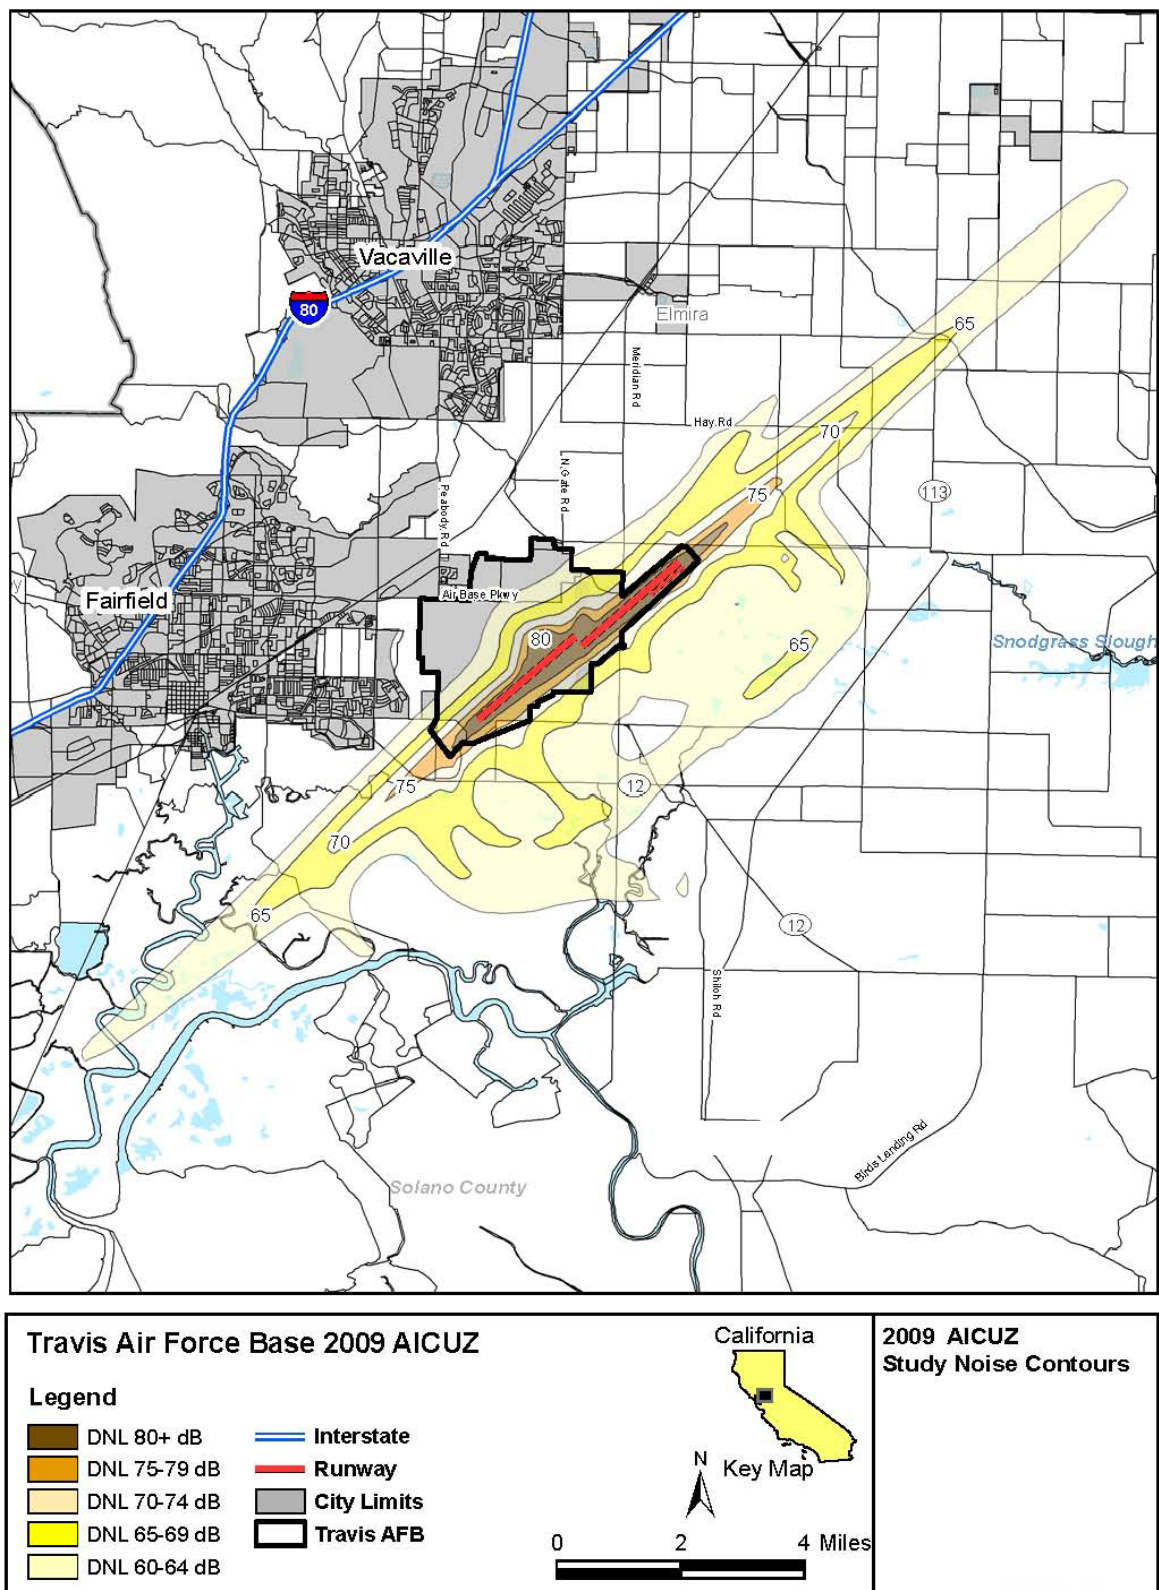 Vacaville
80
Elmira
65
Meridian Rd
Hay Rd
70
N Gate Rd
Peabody Rd
75
113
Air Base Pkwy
Fairfield
80
65
Snodgrass Slough
75
12
70
65
12
Shiloh Rd
Birds Landing Rd
Solano County
Travis Air Force Base 2009 AICUZ
Legend
DNL 80+ dB
DNL 75-79 dB
DNL 70-74 dB
DNL 65-69 dB
DNL 60-64 dB
Interstate
Runway
City Limits
Travis AFB
California
N
Key Map
0 2 4 Miles
2009 AICUZ
Study Noise Contours